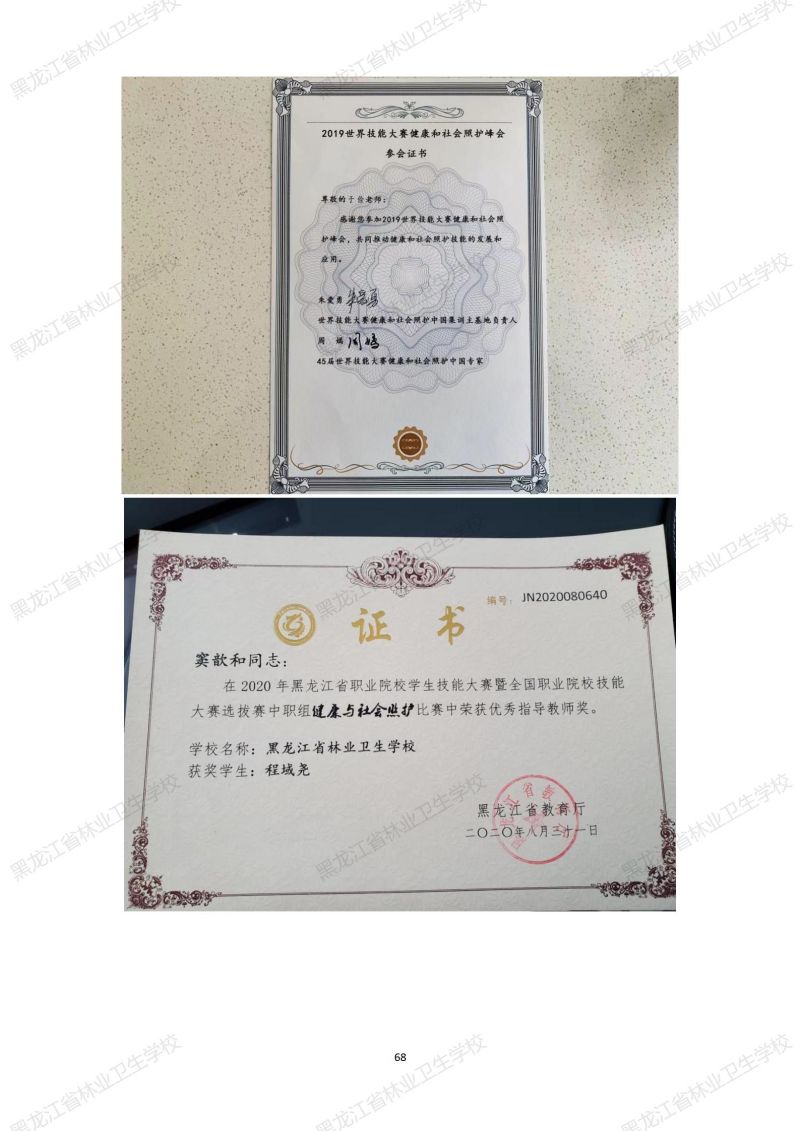 2019世界技能大赛健康和社会照护峰会
参会证书
尊敬的于俭老师：
感谢您参加2019世界技能大赛健康和社会照
护峰会，共同推动健康和社会照护技能的发展和
应用。
朱爱勇 朱爱勇
世界技能大赛健康和社会照护中国集训主基地负责人
周嫣 周嫣
45届世界技能大赛健康和社会照护中国专家
编号： JN2020080640
证书
窦歆和同志：
在2020年黑龙江省职业院校学生技能大赛暨全国职业院校技能
大赛选拔赛中职组健康与社会照护比赛中荣获优秀指导教师奖。
学校名称：黑龙江省林业卫生学校
获奖学生：程域尧
黑龙江省教育厅
二〇二〇年八月三十一日
68
黑龙江省林业卫生学校